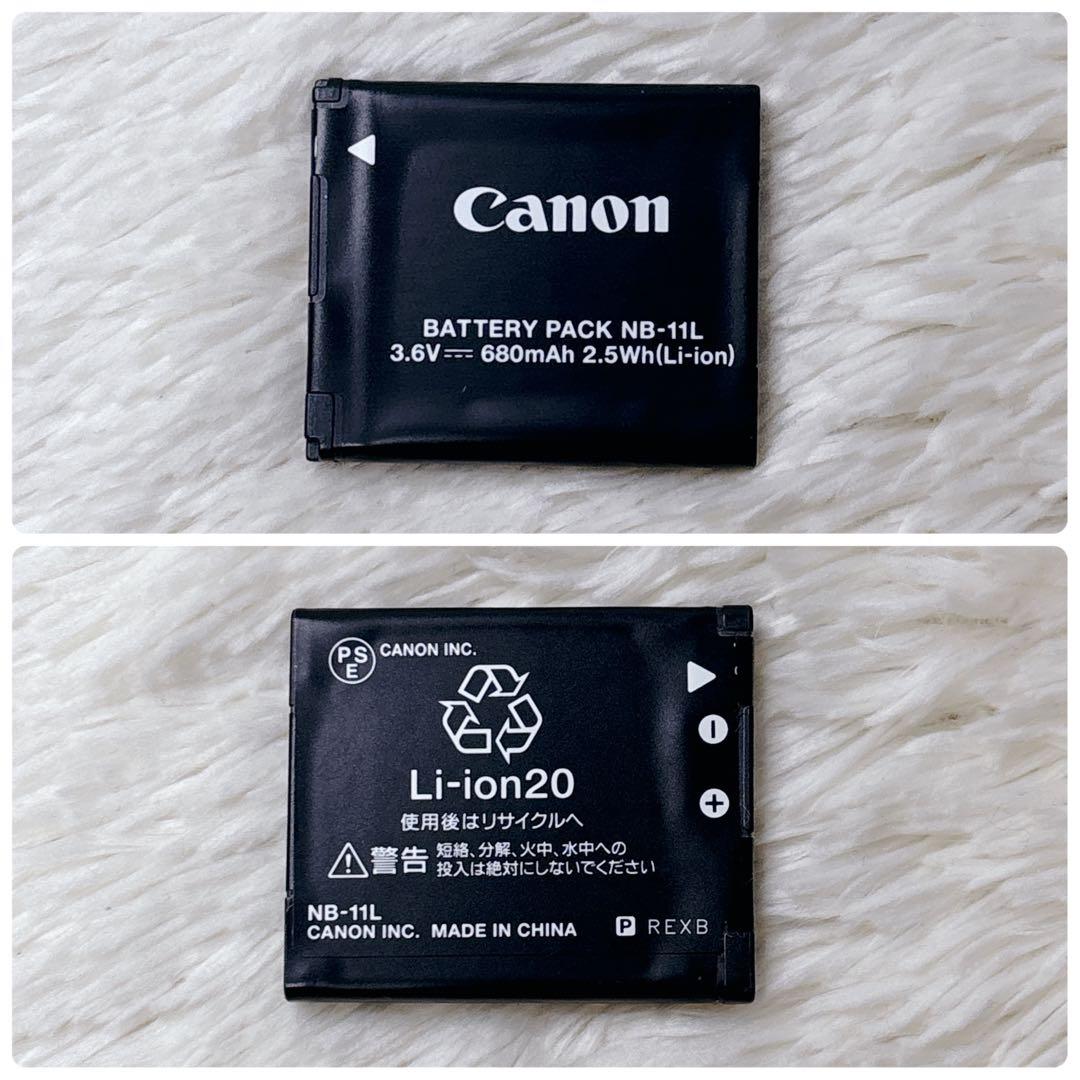 Canon
BATTERY PACK NB-11L
3.6V⎓ 680mAh 2.5Wh(Li-ion)
PSE CANON INC.
Li-ion20
使用後はリサイクルへ
警告 短絡、分解、火中、水中への
投入は絶対にしないでください
NB-11L
CANON INC. MADE IN CHINA
P REXB